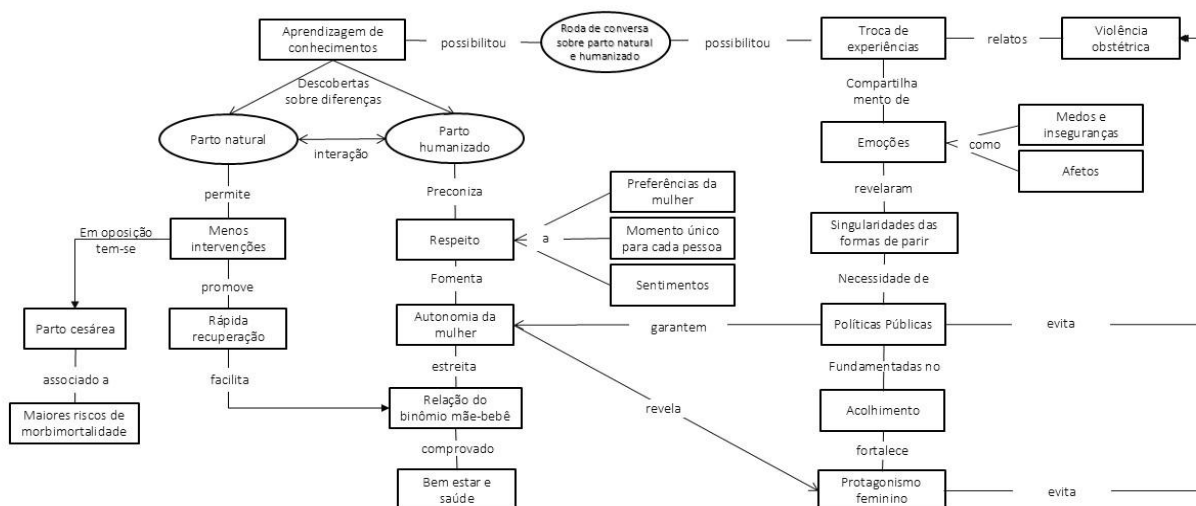 Aprendizagem de
conhecimentos
possibilitou
Roda de conversa
sobre parto natural
e humanizado
possibilitou
Troca de
experiências
relatos
Violência
obstétrica
Descobertas
sobre diferenças
Compartilha
mento de
Parto natural
interação
Parto
humanizado
Emoções
como
Medos e
inseguranças
Afetos
permite
Preconiza
revelaram
Em oposição
tem-se
Menos
intervenções
Respeito
a
Preferências da
mulher
Momento único
para cada pessoa
Sentimentos
Singularidades das
formas de parir
promove
Fomenta
Necessidade de
Parto cesárea
Rápida
recuperação
Autonomia da
mulher
garantem
Políticas Públicas
evita
associado a
facilita
estreita
Fundamentadas no
Maiores riscos de
morbimortalidade
Relação do
binômio mãe-bebê
revela
Acolhimento
comprovado
fortalece
Bem estar e
saúde
Protagonismo
feminino
evita